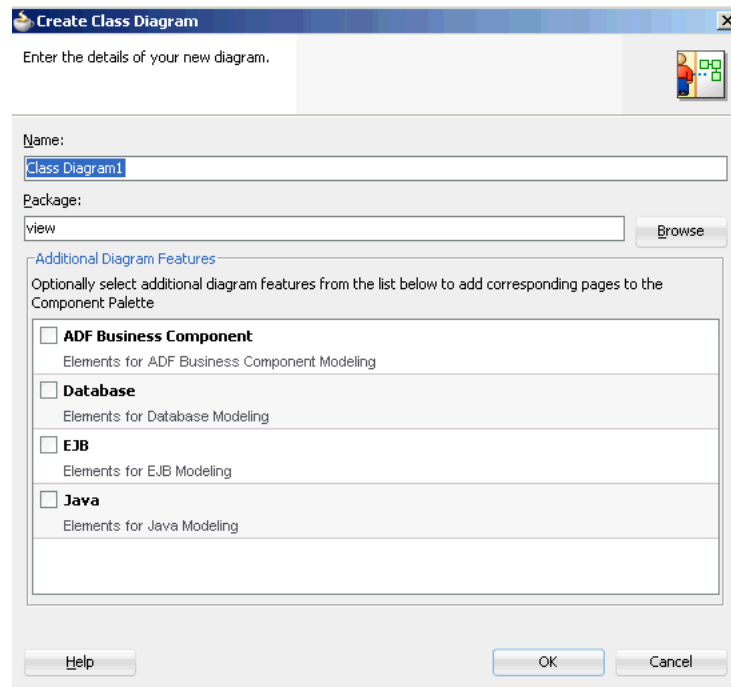 Create Class Diagram
Enter the details of your new diagram.
Name:
Class Diagram1
Package:
view
Browse
Additional Diagram Features
Optionally select additional diagram features from the list below to add corresponding pages to the
Component Palette
ADF Business Component
Elements for ADF Business Component Modeling
Database
Elements for Database Modeling
EJB
Elements for EJB Modeling
Java
Elements for Java Modeling
Help
OK
Cancel